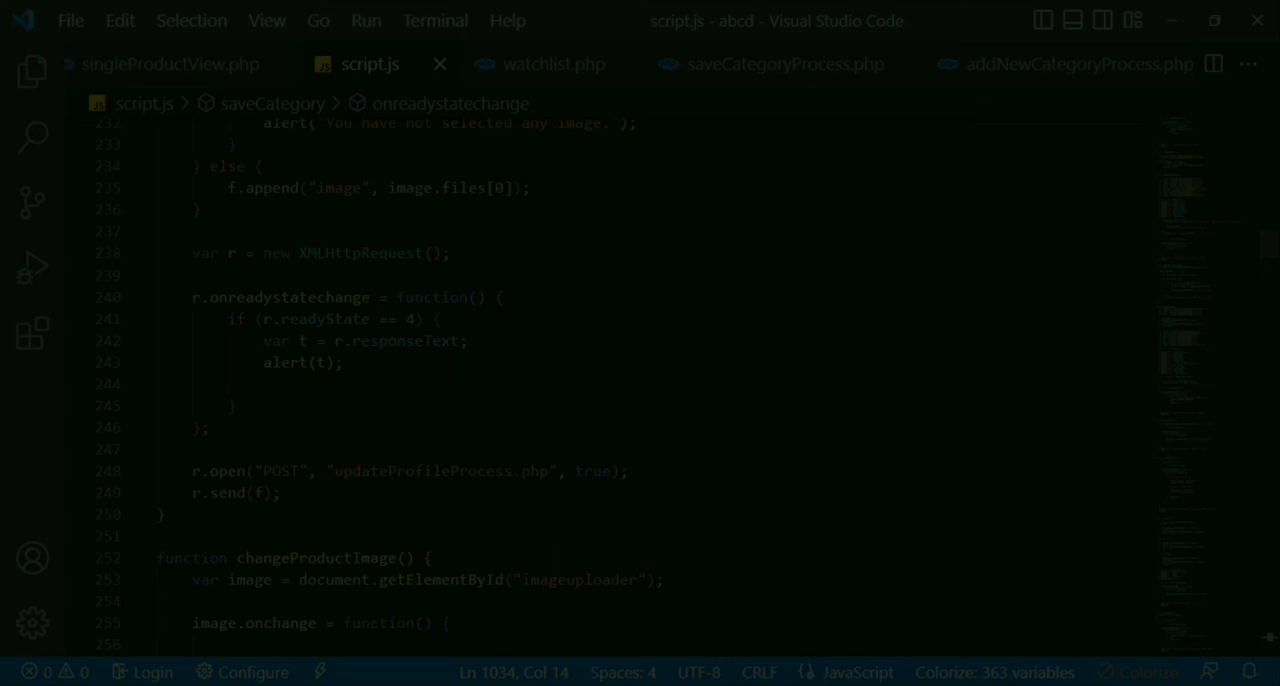 File Edit Selection View Go Run Terminal Help script.js - abcd - Visual Studio Code
singleProductView.php script.js watchlist.php saveCategoryProcess.php addNewCategoryProcess.php
script.js > saveCategory > onreadystatechange
232 alert("You have not selected any image.");
233 }
234 } else {
235 f.append("image", image.files[0]);
236 }
237
238 var r = new XMLHttpRequest();
239
240 r.onreadystatechange = function() {
241 if (r.readyState == 4) {
242 var t = r.responseText;
243 alert(t);
244
245 }
246 };
247
248 r.open("POST", "updateProfileProcess.php", true);
249 r.send(f);
250 }
251
252 function changeProductImage() {
253 var image = document.getElementById("imageuploader");
254
255 image.onchange = function() {
256
0 0 Login Configure Ln 1034, Col 14 Spaces: 4 UTF-8 CRLF JavaScript Colorize: 363 variables Colorize